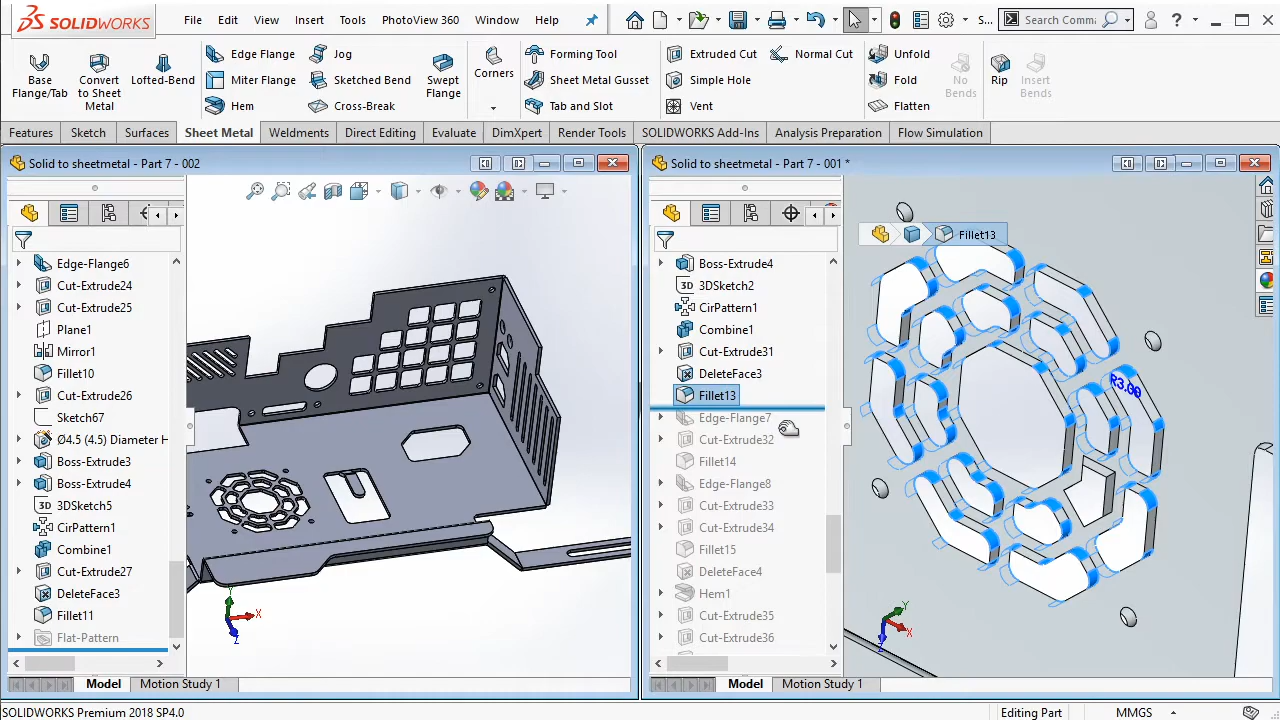 SOLIDWORKS File Edit View Insert Tools PhotoView 360 Window Help S... Search Comma ?
Edge Flange Jog Forming Tool Extruded Cut Normal Cut Unfold
Base Flange/Tab Convert to Sheet Metal Lofted-Bend Miter Flange Sketched Bend Swept Flange Corners Sheet Metal Gusset Simple Hole Fold No Bends Rip Insert Bends
Hem Cross-Break Tab and Slot Vent Flatten
Features Sketch Surfaces Sheet Metal Weldments Direct Editing Evaluate DimXpert Render Tools SOLIDWORKS Add-Ins Analysis Preparation Flow Simulation
Solid to sheetmetal - Part 7 - 002
Edge-Flange6
Cut-Extrude24
Cut-Extrude25
Plane1
Mirror1
Fillet10
Cut-Extrude26
Sketch67
Ø4.5 (4.5) Diameter H
Boss-Extrude3
Boss-Extrude4
3D 3DSketch5
CirPattern1
Combine1
Cut-Extrude27
DeleteFace3
Fillet11
Flat-Pattern
Y
X
Z
Model Motion Study 1
Solid to sheetmetal - Part 7 - 001 *
Fillet13
Boss-Extrude4
3D 3DSketch2
CirPattern1
Combine1
Cut-Extrude31
DeleteFace3
Fillet13
Edge-Flange7
Cut-Extrude32
Fillet14
Edge-Flange8
Cut-Extrude33
Cut-Extrude34
Fillet15
DeleteFace4
Hem1
Cut-Extrude35
Cut-Extrude36
R3.00
Y
X
Z
Model Motion Study 1
SOLIDWORKS Premium 2018 SP4.0 Editing Part MMGS